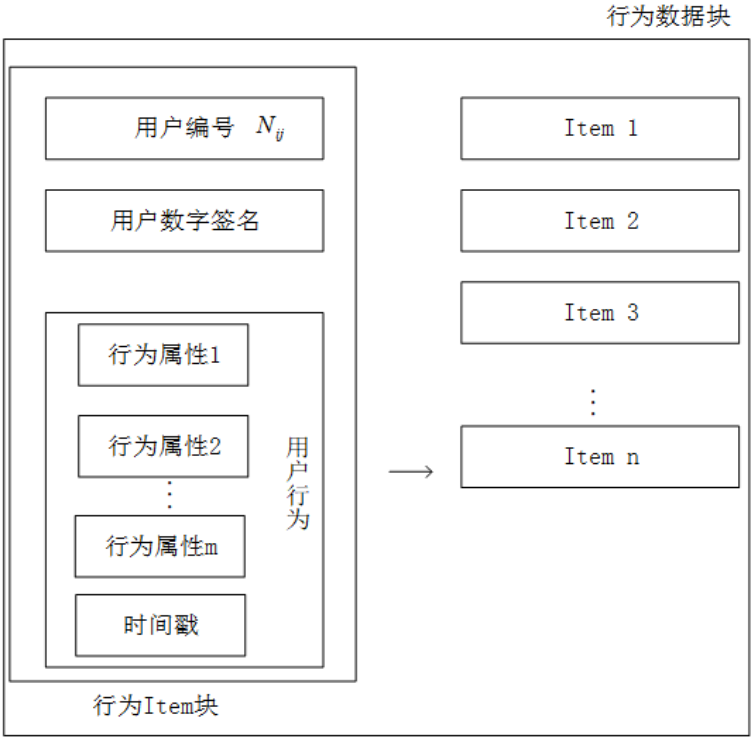 行为数据块
用户编号 N_ij
用户数字签名
行为属性1
行为属性2
⋮
行为属性m
时间戳
用户行为
行为Item块
→
Item 1
Item 2
Item 3
⋮
Item n